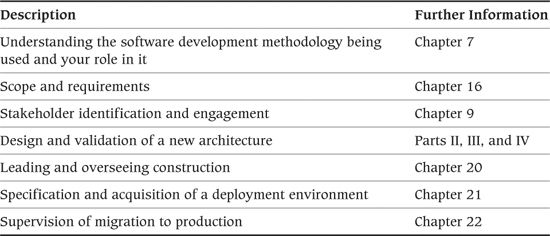 Description Further Information
Understanding the software development methodology being Chapter 7
used and your role in it
Scope and requirements Chapter 16
Stakeholder identification and engagement Chapter 9
Design and validation of a new architecture Parts II, III, and IV
Leading and overseeing construction Chapter 20
Specification and acquisition of a deployment environment Chapter 21
Supervision of migration to production Chapter 22